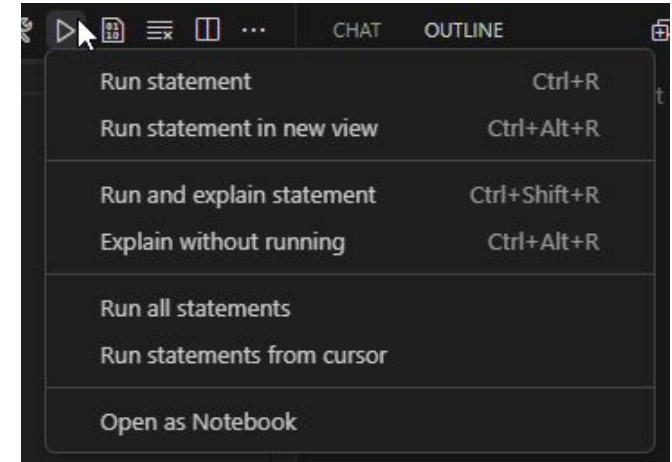 CHAT OUTLINE
Run statement Ctrl+R
Run statement in new view Ctrl+Alt+R
Run and explain statement Ctrl+Shift+R
Explain without running Ctrl+Alt+R
Run all statements
Run statements from cursor
Open as Notebook